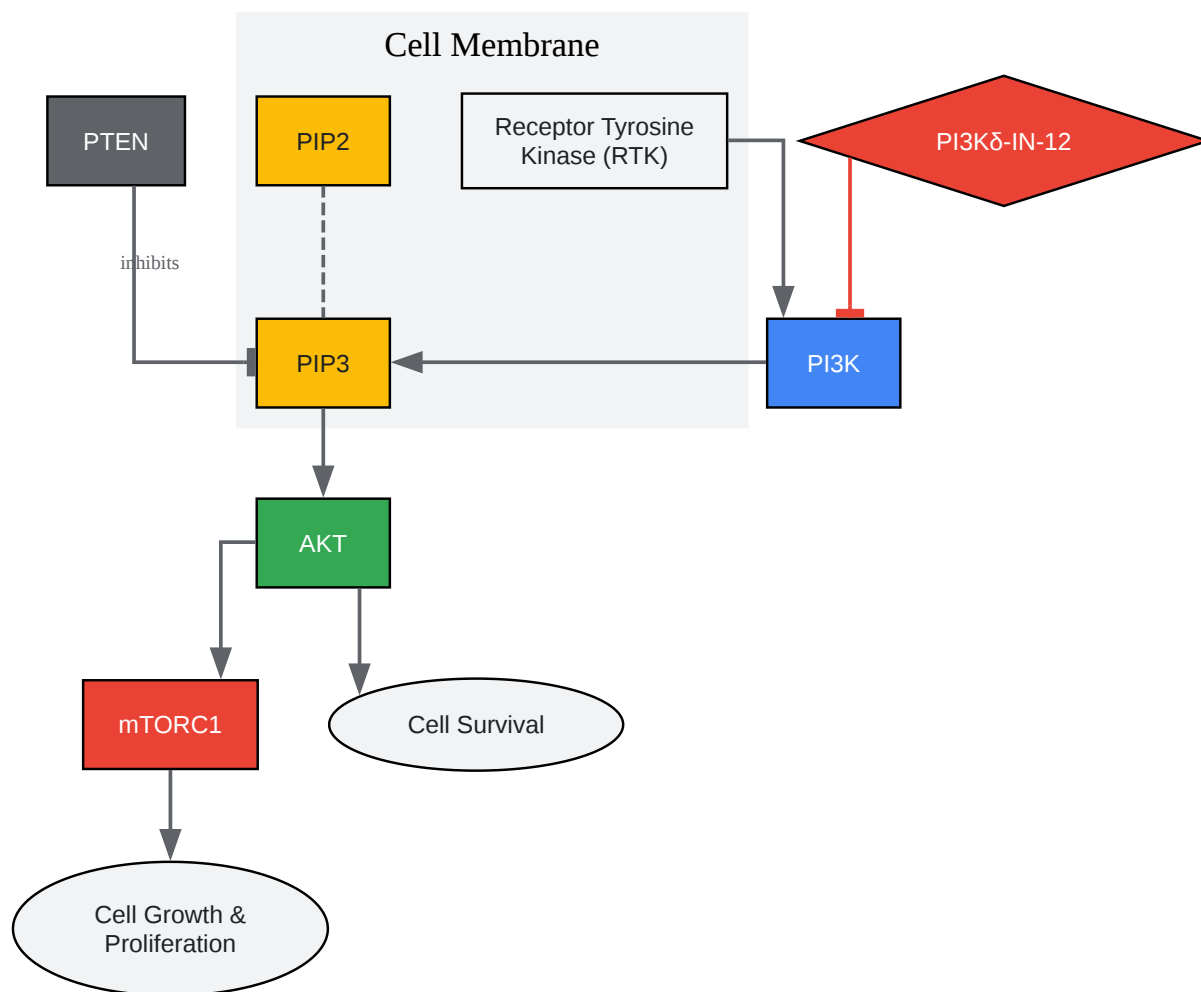 Cell Membrane
PTEN
PIP2
Receptor Tyrosine
Kinase (RTK)
PI3Kδ-IN-12
inhibits
PIP3
PI3K
AKT
mTORC1
Cell Survival
Cell Growth &
Proliferation